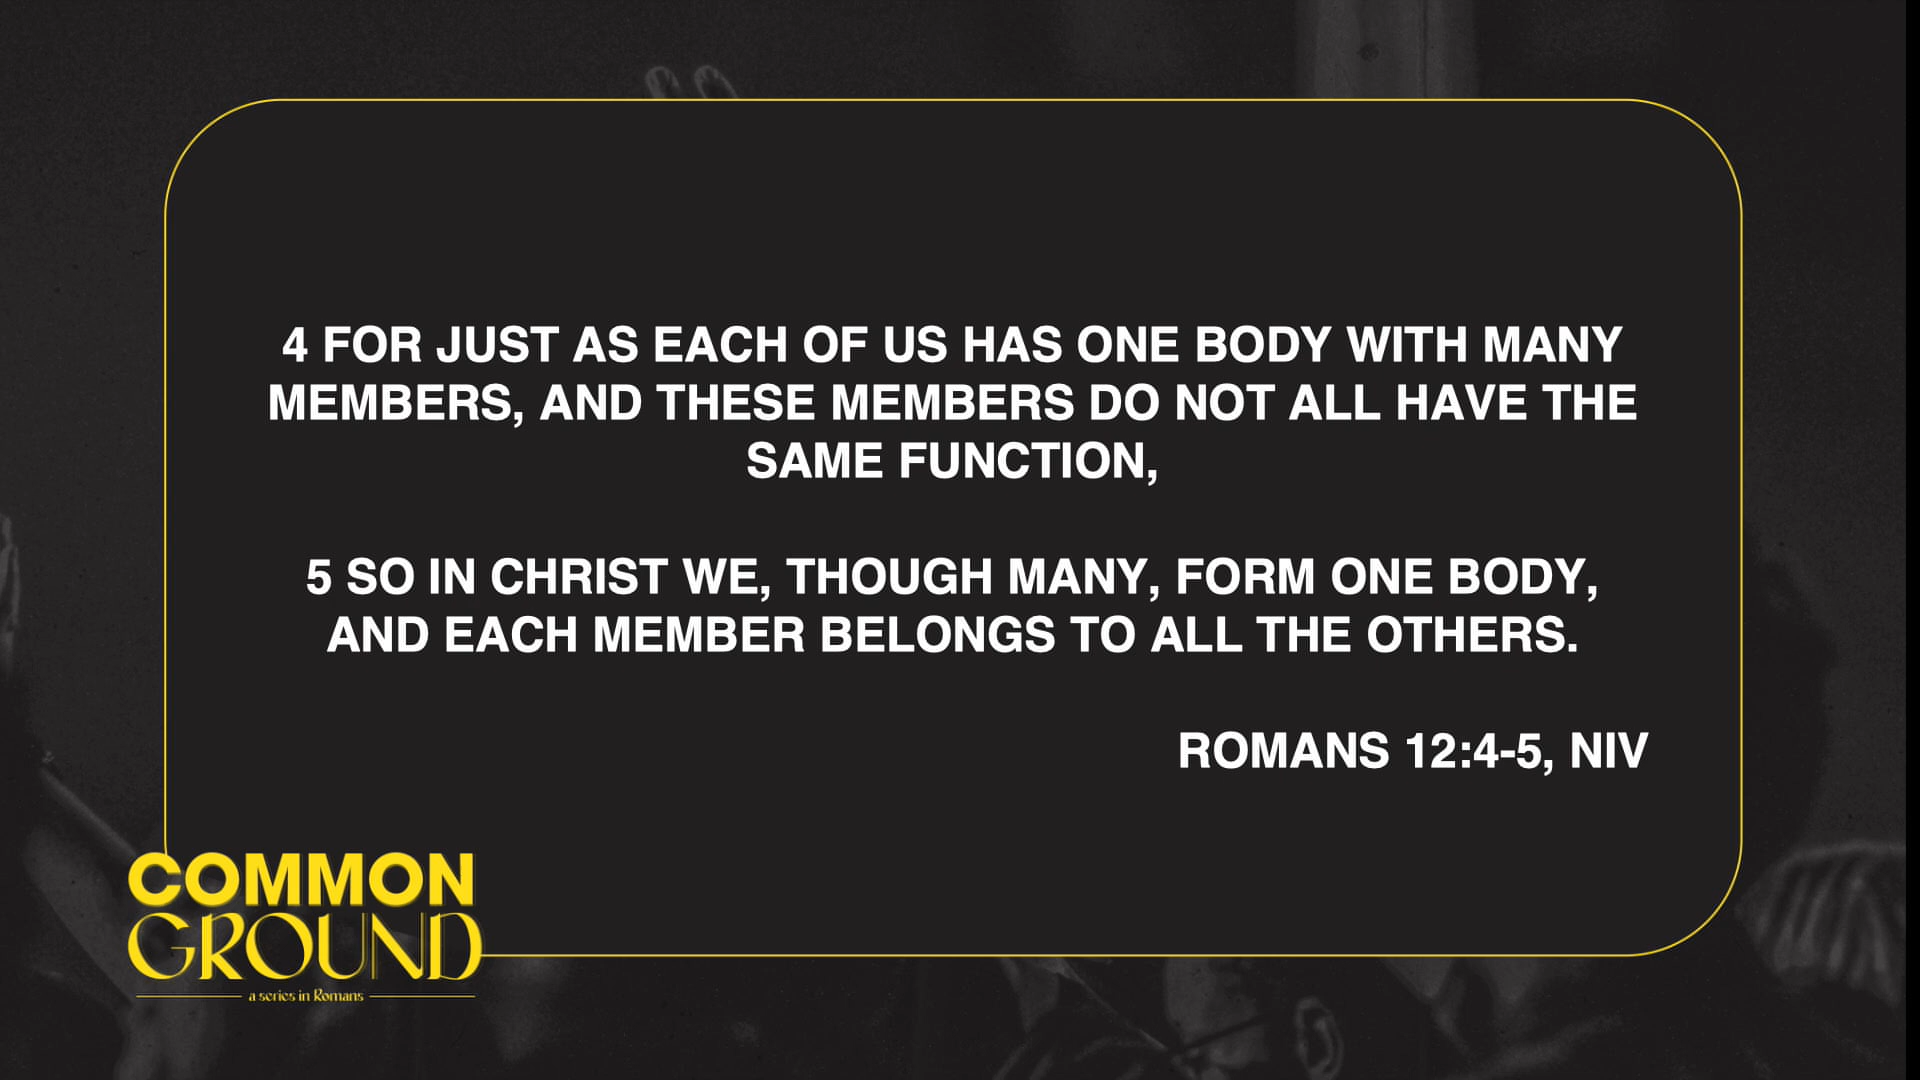 4 FOR JUST AS EACH OF US HAS ONE BODY WITH MANY
MEMBERS, AND THESE MEMBERS DO NOT ALL HAVE THE
SAME FUNCTION,
5 SO IN CHRIST WE, THOUGH MANY, FORM ONE BODY,
AND EACH MEMBER BELONGS TO ALL THE OTHERS.
ROMANS 12:4-5, NIV
COMMON
GROUND
a series in Romans